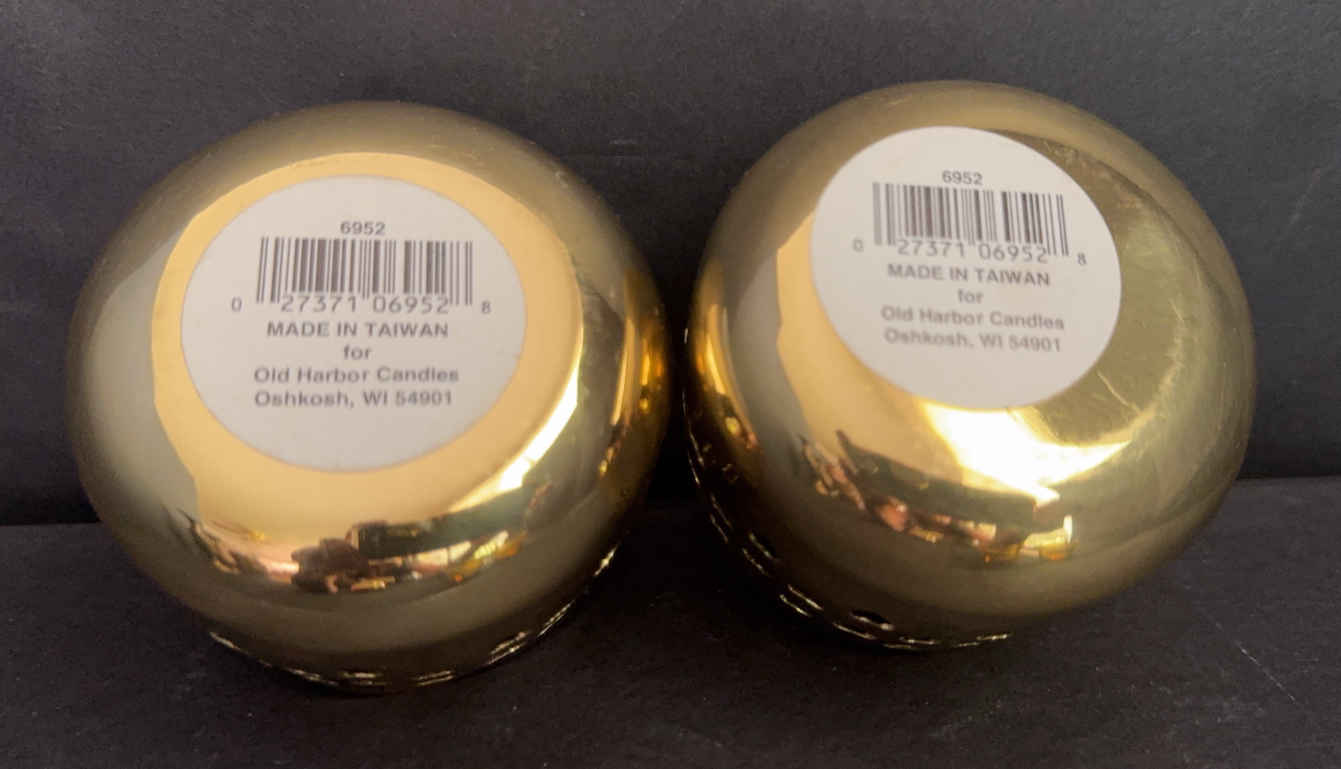 6952
0 27371 06952 8
MADE IN TAIWAN
for
Old Harbor Candles
Oshkosh, WI 54901
6952
0 27371 06952 8
MADE IN TAIWAN
for
Old Harbor Candles
Oshkosh, WI 54901